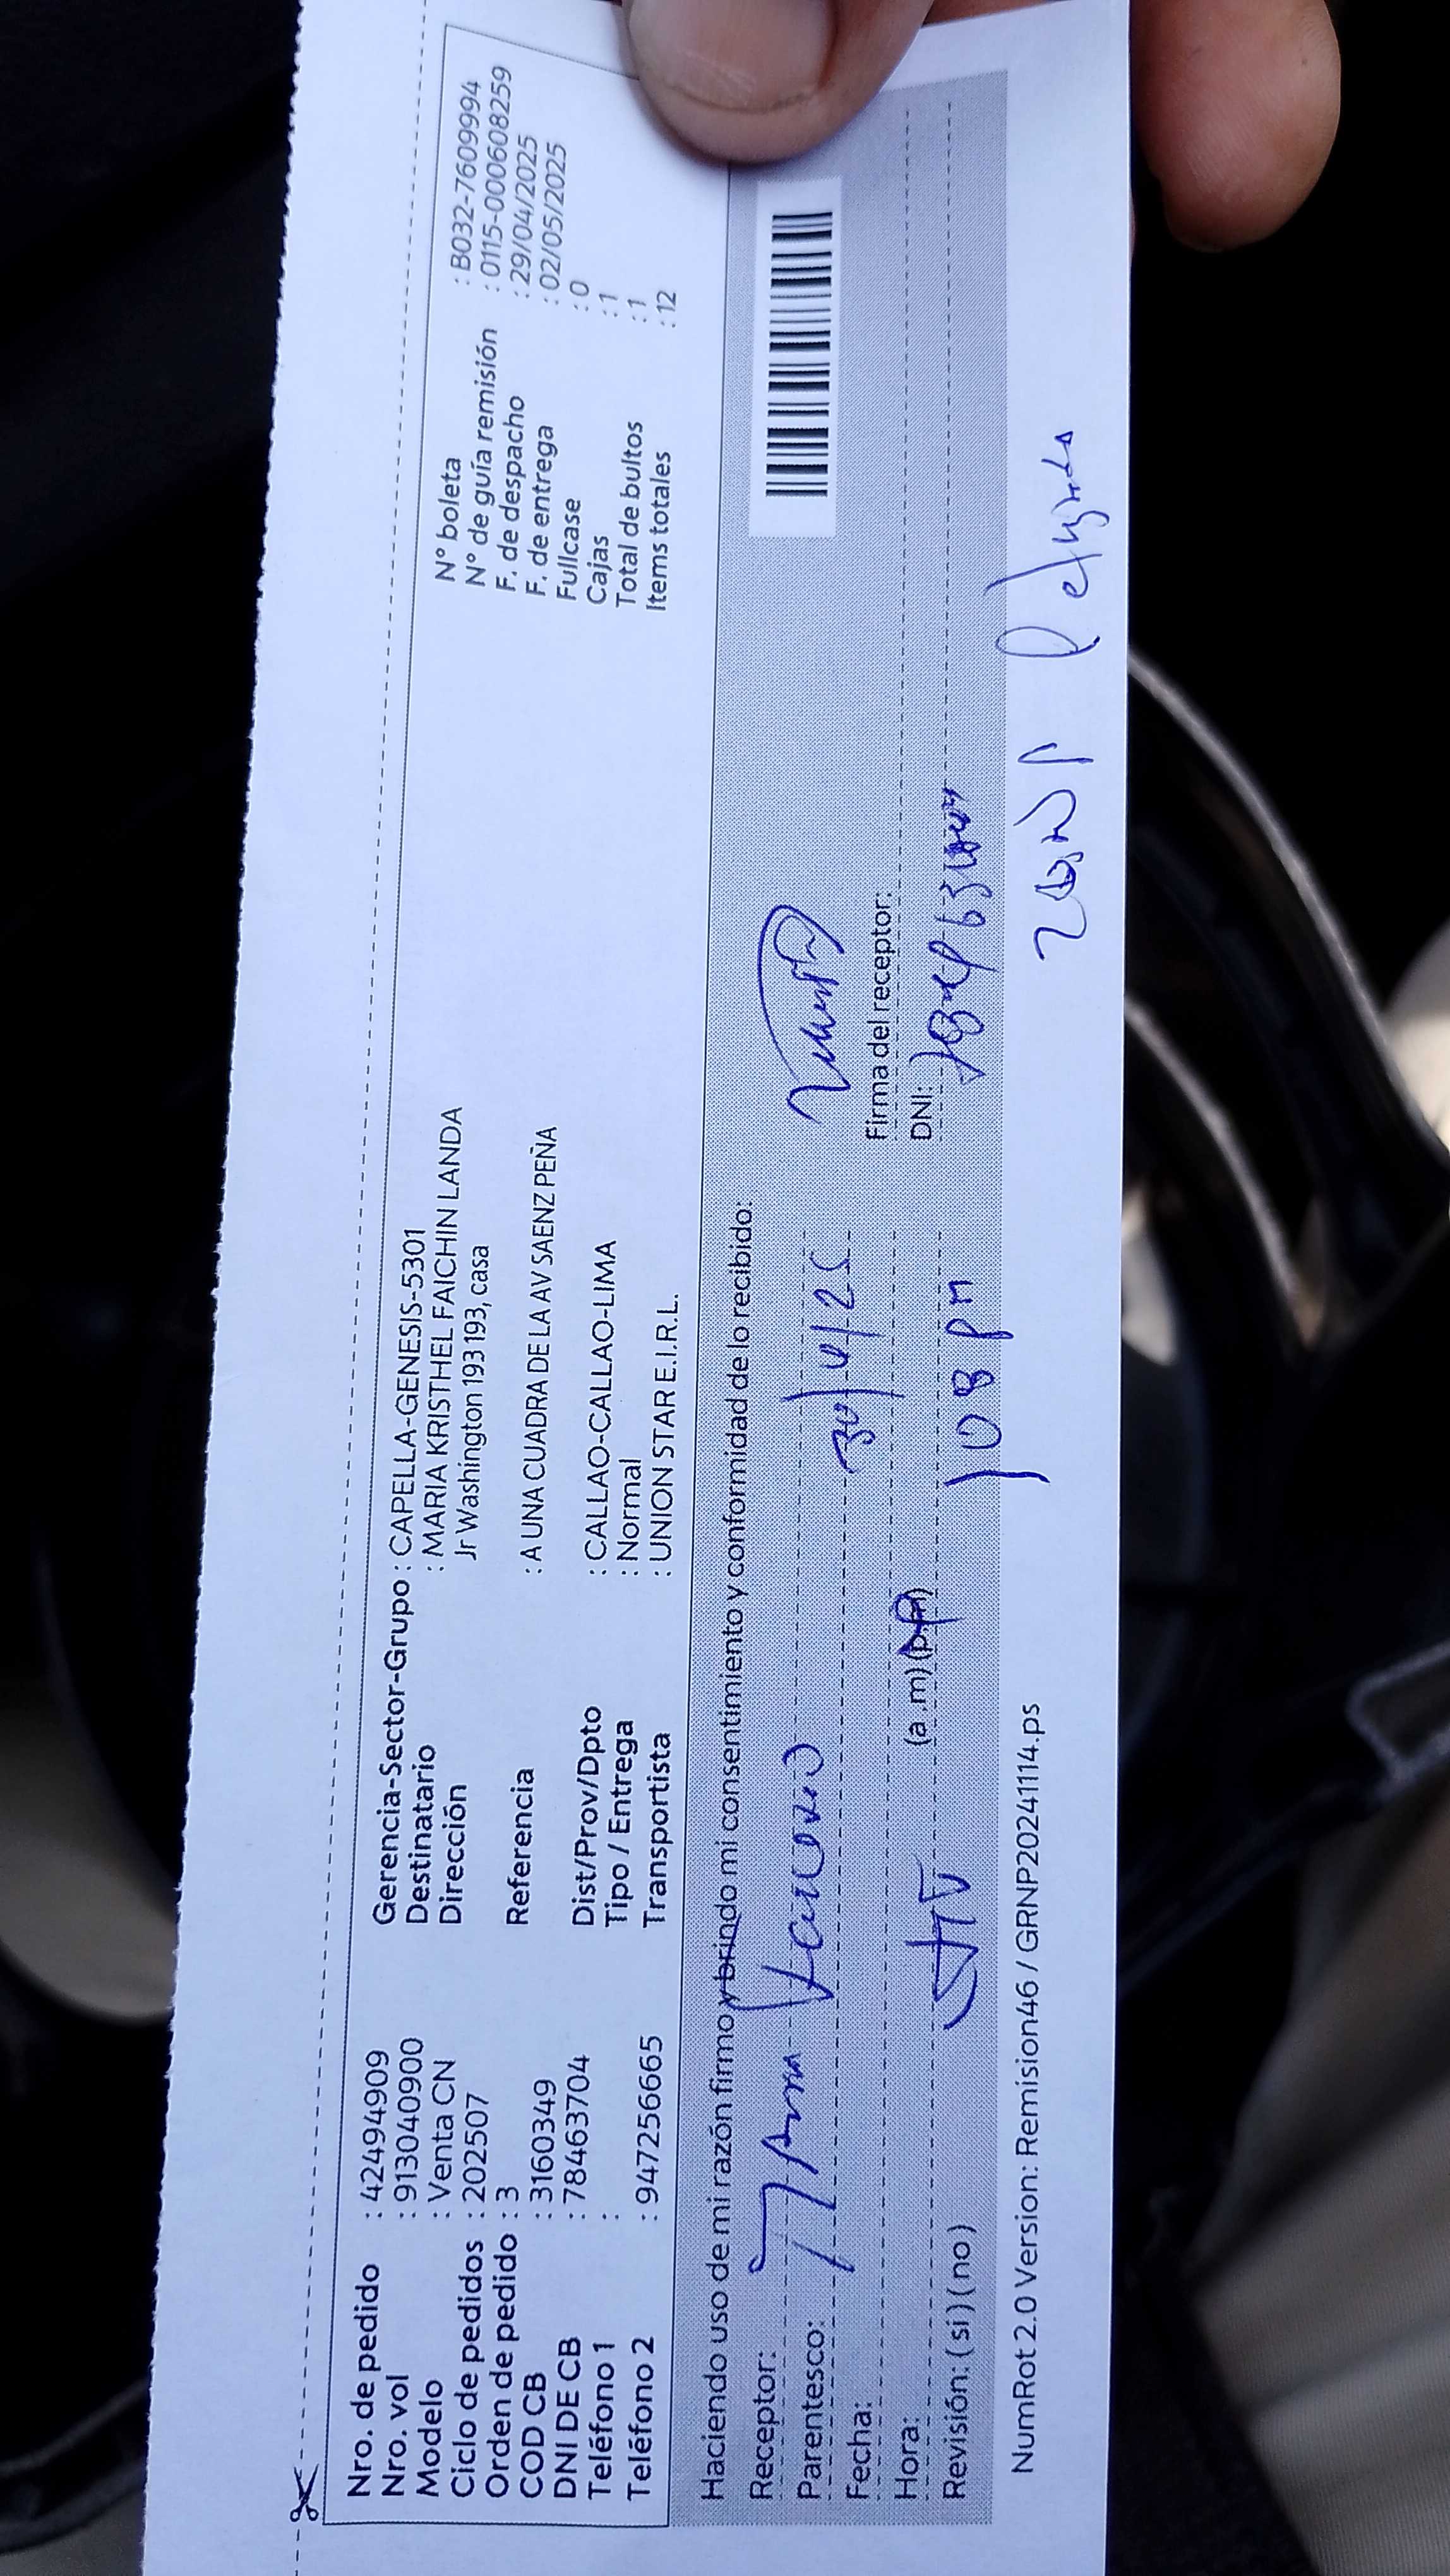 Nro. de pedido : 42494909
Nro. vol : 913040900
Modelo : Venta CN
Ciclo de pedidos : 202507
Orden de pedido : 3
COD CB : 3160349
DNI DE CB : 78463704
Teléfono 1 :
Teléfono 2 : 947256665
Gerencia-Sector-Grupo : CAPELLA-GENESIS-5301
Destinatario : MARIA KRISTHEL FAICHIN LANDA
Dirección Jr Washington 193 193, casa
Referencia : A UNA CUADRA DE LA AV SAENZ PEÑA
Dist/Prov/Dpto : CALLAO-CALLAO-LIMA
Tipo / Entrega : Normal
Transportista : UNION STAR E.I.R.L.
N° boleta : B032-7609994
N° de guía remisión : 0115-0000608259
F. de despacho : 29/04/2025
F. de entrega : 02/05/2025
Fullcase : 0
Cajas : 1
Total de bultos : 1
Items totales : 12
Haciendo uso de mi razón firmo y brindo mi consentimiento y conformidad de lo recibido:
Receptor:
Parentesco:
Fecha: 30/4/25
Hora: (a.m) (p.m) 108 pm
Revisión: ( si ) ( no )
Firma del receptor:
DNI:
NumRot 2.0 Version: Remision46 / GRNP20241114.ps